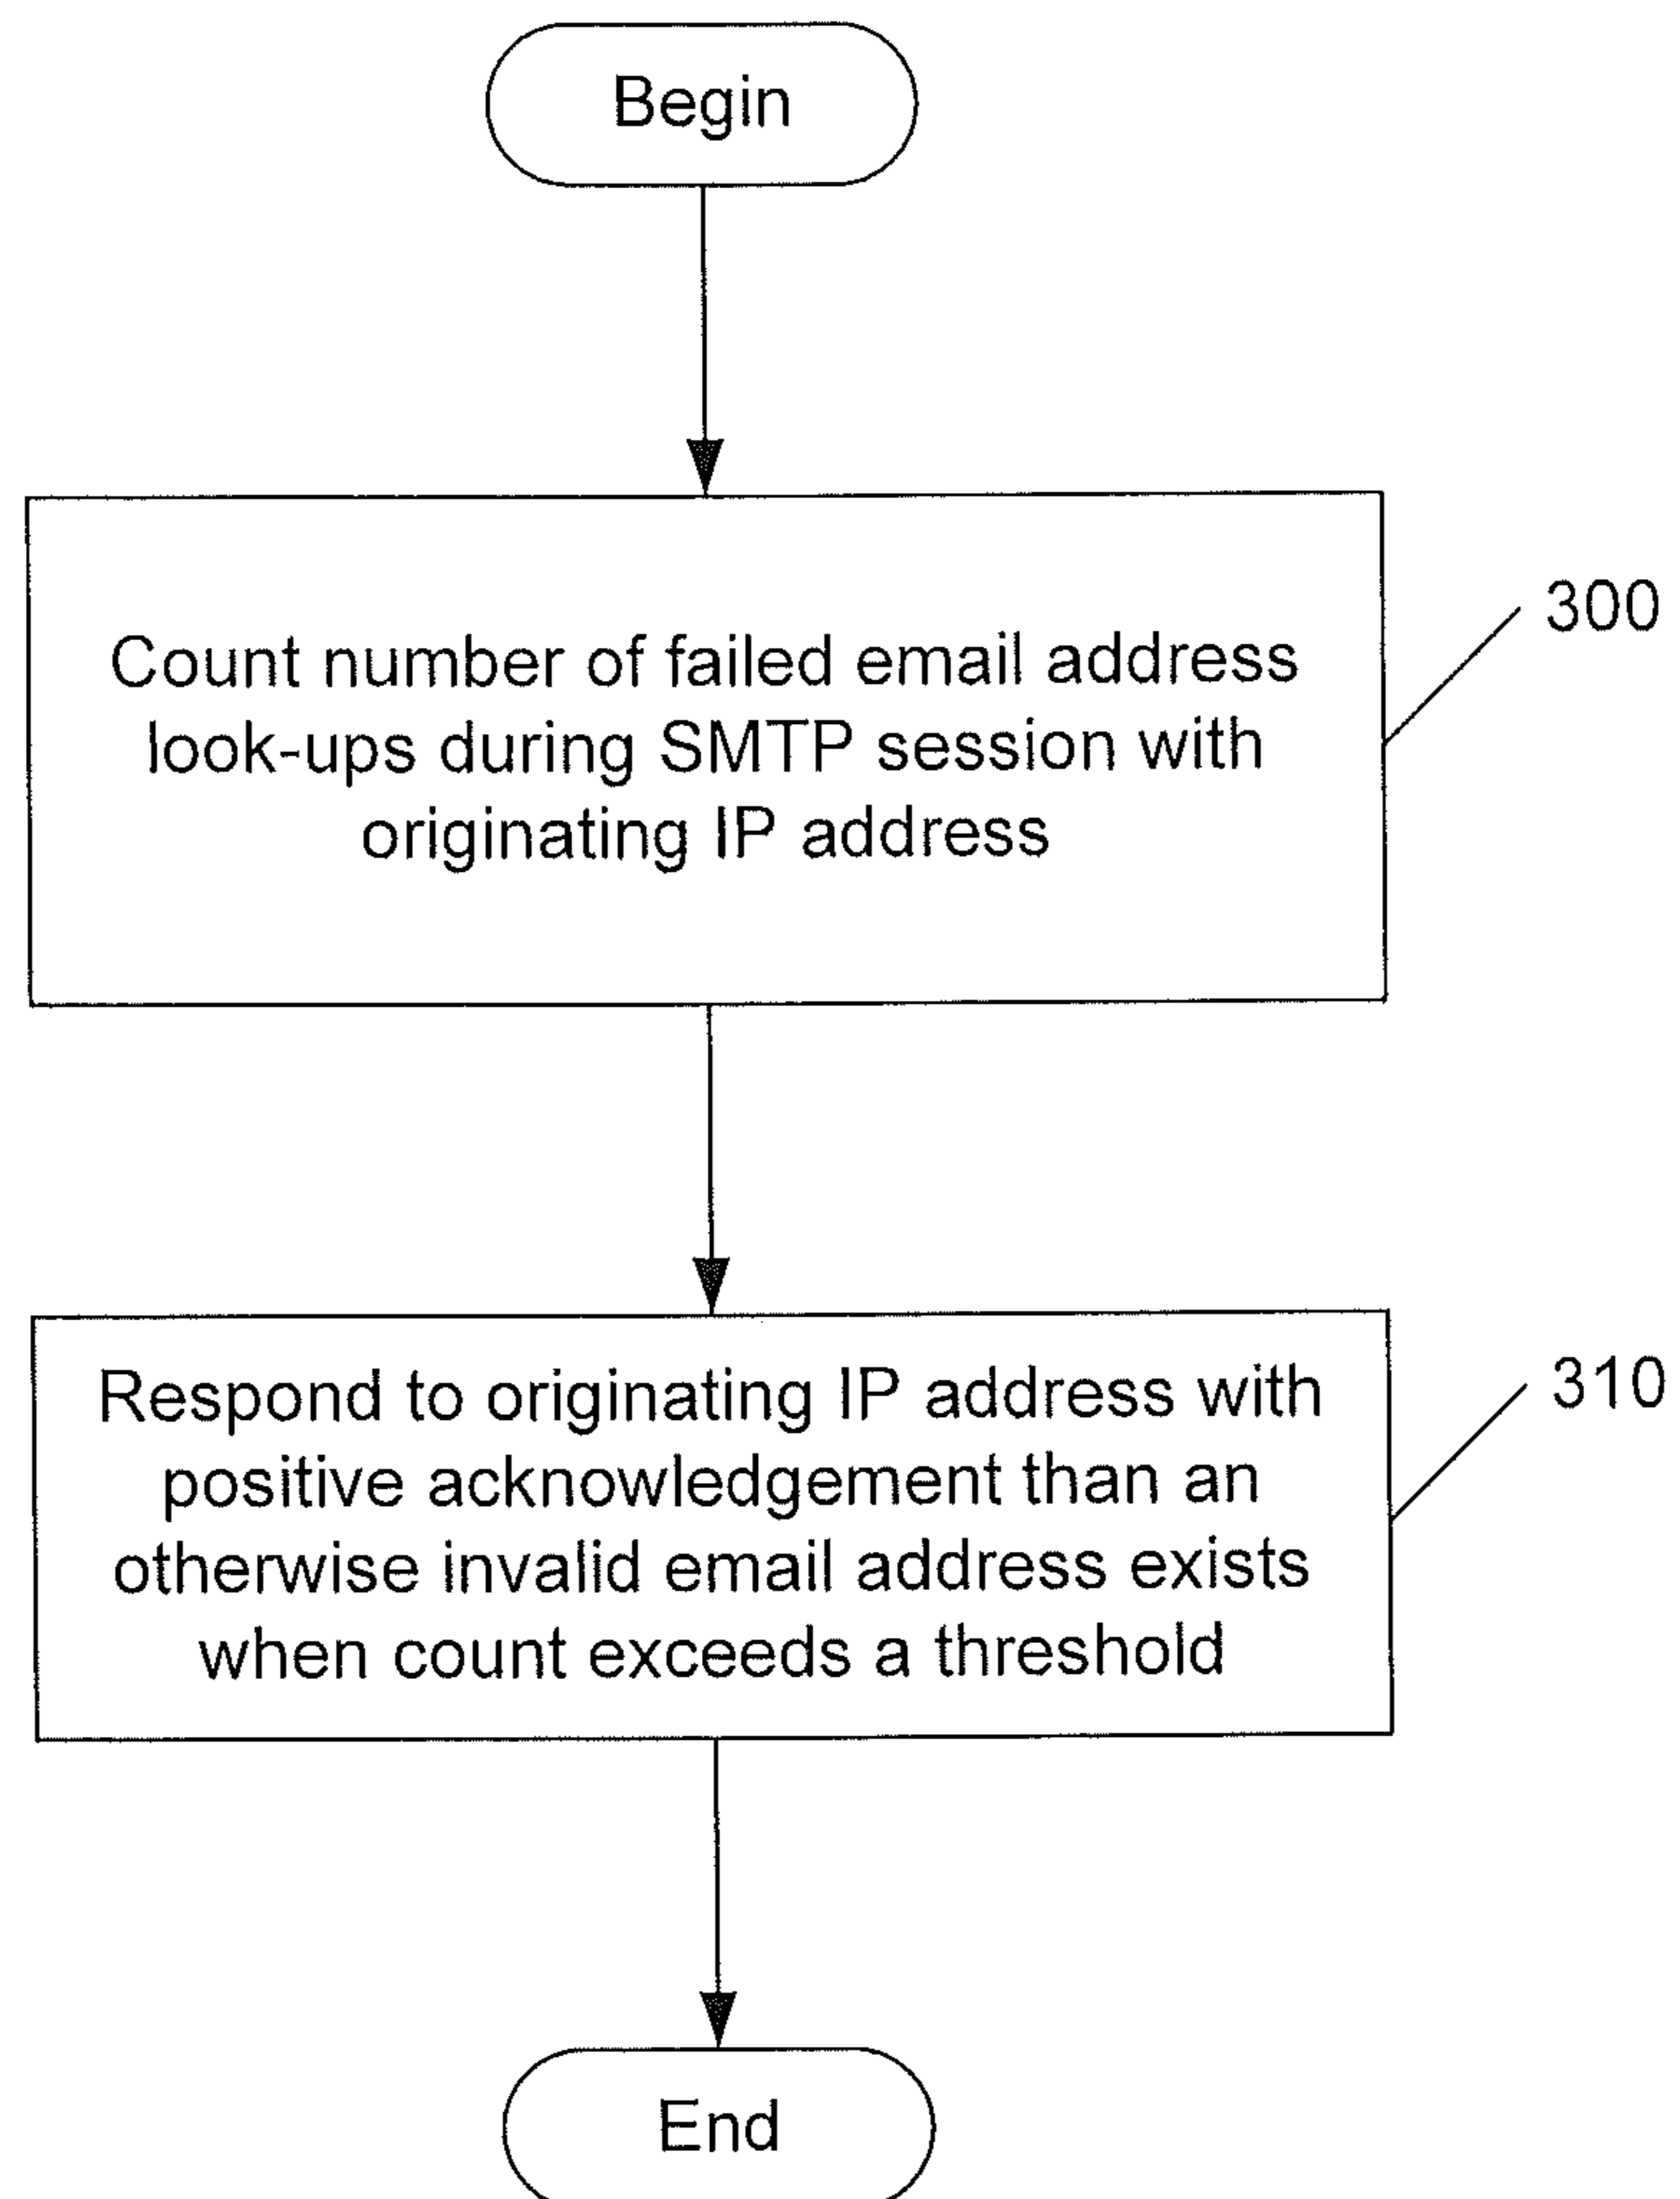 Begin
Count number of failed email address
look-ups during SMTP session with
originating IP address
300
Respond to originating IP address with
positive acknowledgement than an
otherwise invalid email address exists
when count exceeds a threshold
310
End